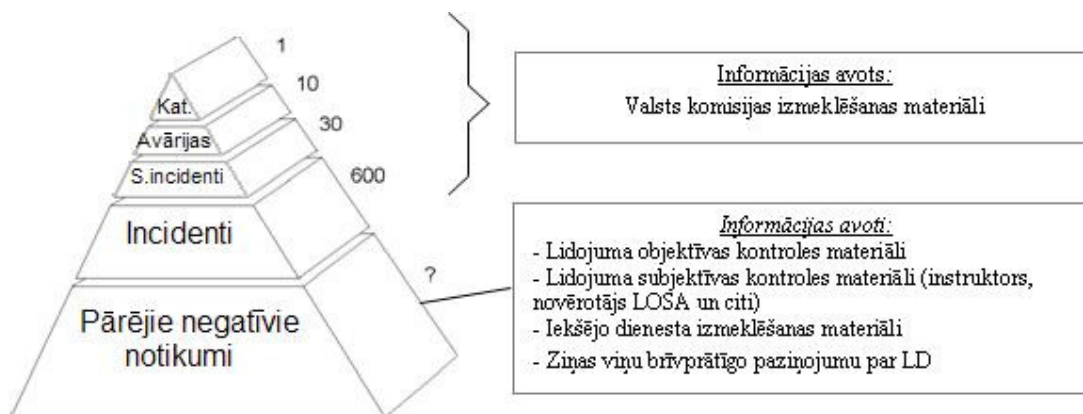 1
10
30
600
?
Kat.
Avārijas
S.incidenti
Incidenti
Pārējie negatīvie
notikumi
Informācijas avots:
Valsts komisijas izmeklēšanas materiāli
Informācijas avoti:
- Lidojuma objektīvas kontroles materiāli
- Lidojuma subjektīvas kontroles materiāli (instruktors,
novērotājs LOSA un citi)
- Iekšējo dienesta izmeklēšanas materiāli
- Ziņas viņu brīvprātīgo paziņojumu par LD